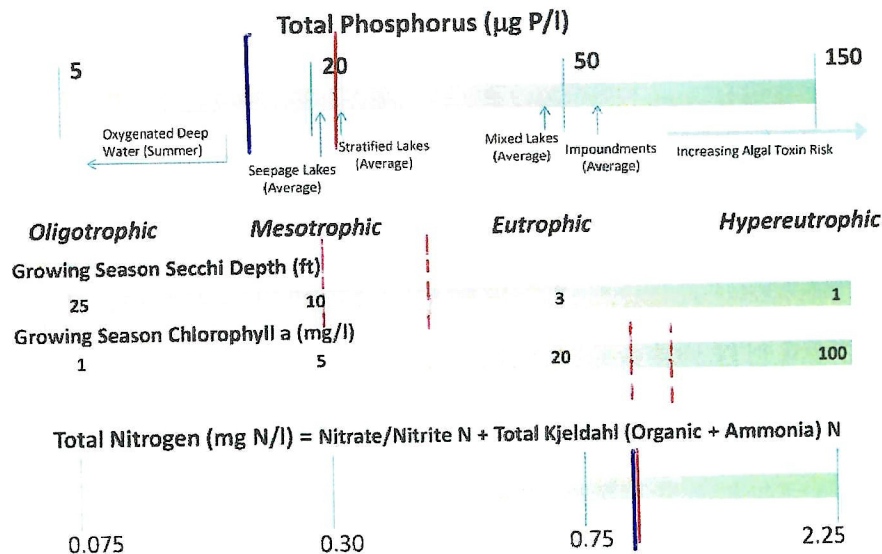 Total Phosphorus (µg P/l)
5
20
50
150
Oxygenated Deep
Water (Summer)
Seepage Lakes
(Average)
Stratified Lakes
(Average)
Mixed Lakes
(Average)
Impoundments
(Average)
Increasing Algal Toxin Risk
Oligotrophic Mesotrophic Eutrophic Hypereutrophic
Growing Season Secchi Depth (ft)
25 10 3 1
Growing Season Chlorophyll a (mg/l)
1 5 20 100
Total Nitrogen (mg N/l) = Nitrate/Nitrite N + Total Kjeldahl (Organic + Ammonia) N
0.075 0.30 0.75 2.25